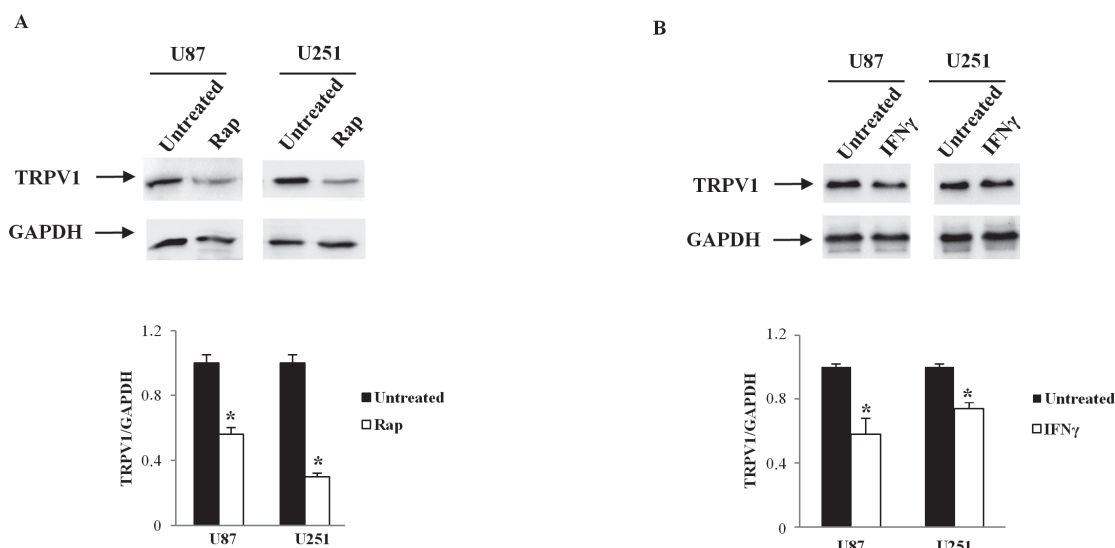 A
U87 U251
Untreated Rap Untreated Rap
TRPV1
GAPDH
1.2
0.8
0.4
0
TRPV1/GAPDH
*
*
Untreated
Rap
U87 U251
B
U87 U251
Untreated IFNγ Untreated IFNγ
TRPV1
GAPDH
1.2
0.8
0.4
0
TRPV1/GAPDH
*
*
Untreated
IFNγ
U87 U251